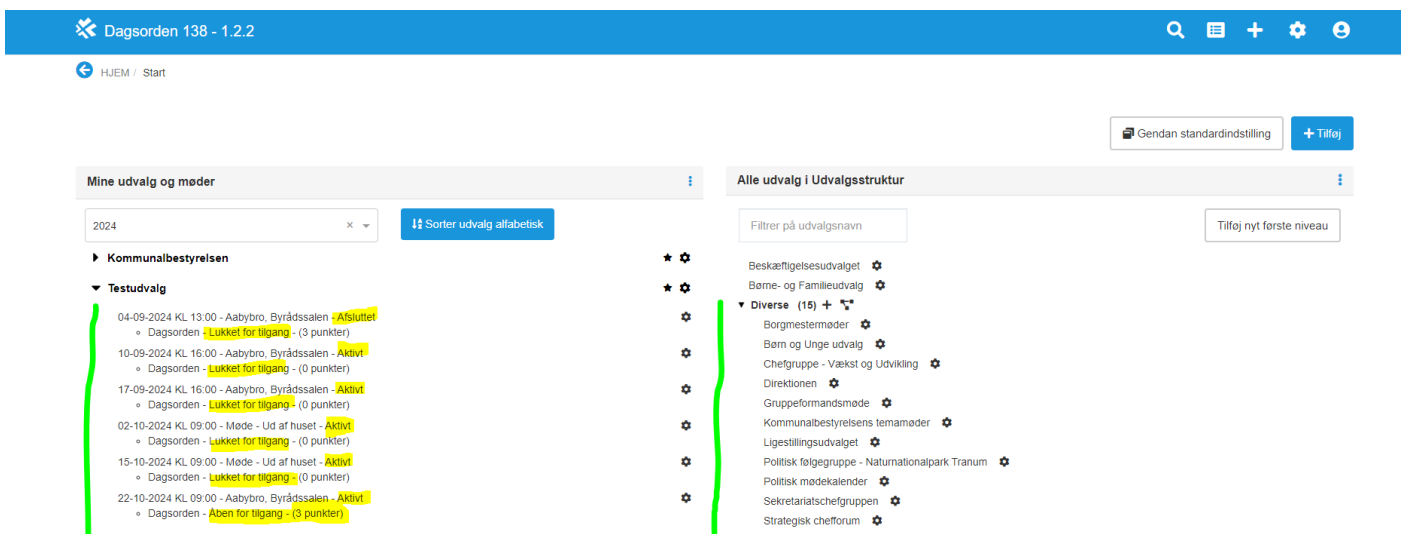 Dagsorden 138 - 1.2.2
HJEM / Start
Gendan standardindstilling
+ Tilføj
Mine udvalg og møder
2024
Sorter udvalg alfabetisk
Kommunalbestyrelsen
Testudvalg
04-09-2024 KL 13:00 - Aabybro, Byrådssalen - Afsluttet
Dagsorden - Lukket for tilgang - (3 punkter)
10-09-2024 KL 16:00 - Aabybro, Byrådssalen - Aktivt
Dagsorden - Lukket for tilgang - (0 punkter)
17-09-2024 KL 16:00 - Aabybro, Byrådssalen - Aktivt
Dagsorden - Lukket for tilgang - (0 punkter)
02-10-2024 KL 09:00 - Møde - Ud af huset - Aktivt
Dagsorden - Lukket for tilgang - (0 punkter)
15-10-2024 KL 09:00 - Møde - Ud af huset - Aktivt
Dagsorden - Lukket for tilgang - (0 punkter)
22-10-2024 KL 09:00 - Aabybro, Byrådssalen - Aktivt
Dagsorden - Åben for tilgang - (3 punkter)
Alle udvalg i Udvalgsstruktur
Filtrer på udvalgsnavn
Tilføj nyt første niveau
Beskæftigelsesudvalget
Børne- og Familieudvalg
Diverse (15)
Borgmestermøder
Børn og Unge udvalg
Chefgruppe - Vækst og Udvikling
Direktionen
Gruppeformandsmøde
Kommunalbestyrelsens temamøder
Ligestillingsudvalget
Politisk følgegruppe - Naturnationalpark Tranum
Politisk mødekalender
Sekretariatschefgruppen
Strategisk chefforum